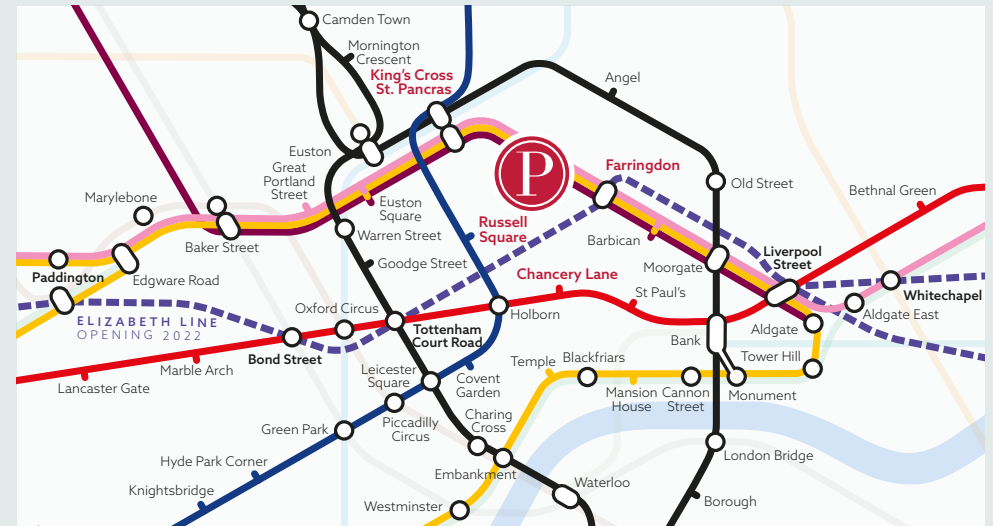 Camden Town
Mornington
Crescent
King's Cross
St. Pancras
Angel
Euston
Great
Portland
Street
P
Farringdon
Old Street
Bethnal Green
Marylebone
Euston
Square
Russell
Square
Baker Street
Warren Street
Barbican
Liverpool
Street
Paddington
Edgware Road
Goodge Street
Moorgate
Chancery Lane
Whitechapel
ELIZABETH LINE
OPENING 2022
Oxford Circus
Holborn
St Paul's
Aldgate East
Tottenham
Court Road
Aldgate
Bank
Bond Street
Marble Arch
Lancaster Gate
Leicester
Square
Covent
Garden
Temple
Blackfriars
Tower Hill
Mansion
House
Cannon
Street
Monument
Piccadilly
Circus
Charing
Cross
Green Park
London Bridge
Hyde Park Corner
Embankment
Waterloo
Knightsbridge
Westminster
Borough